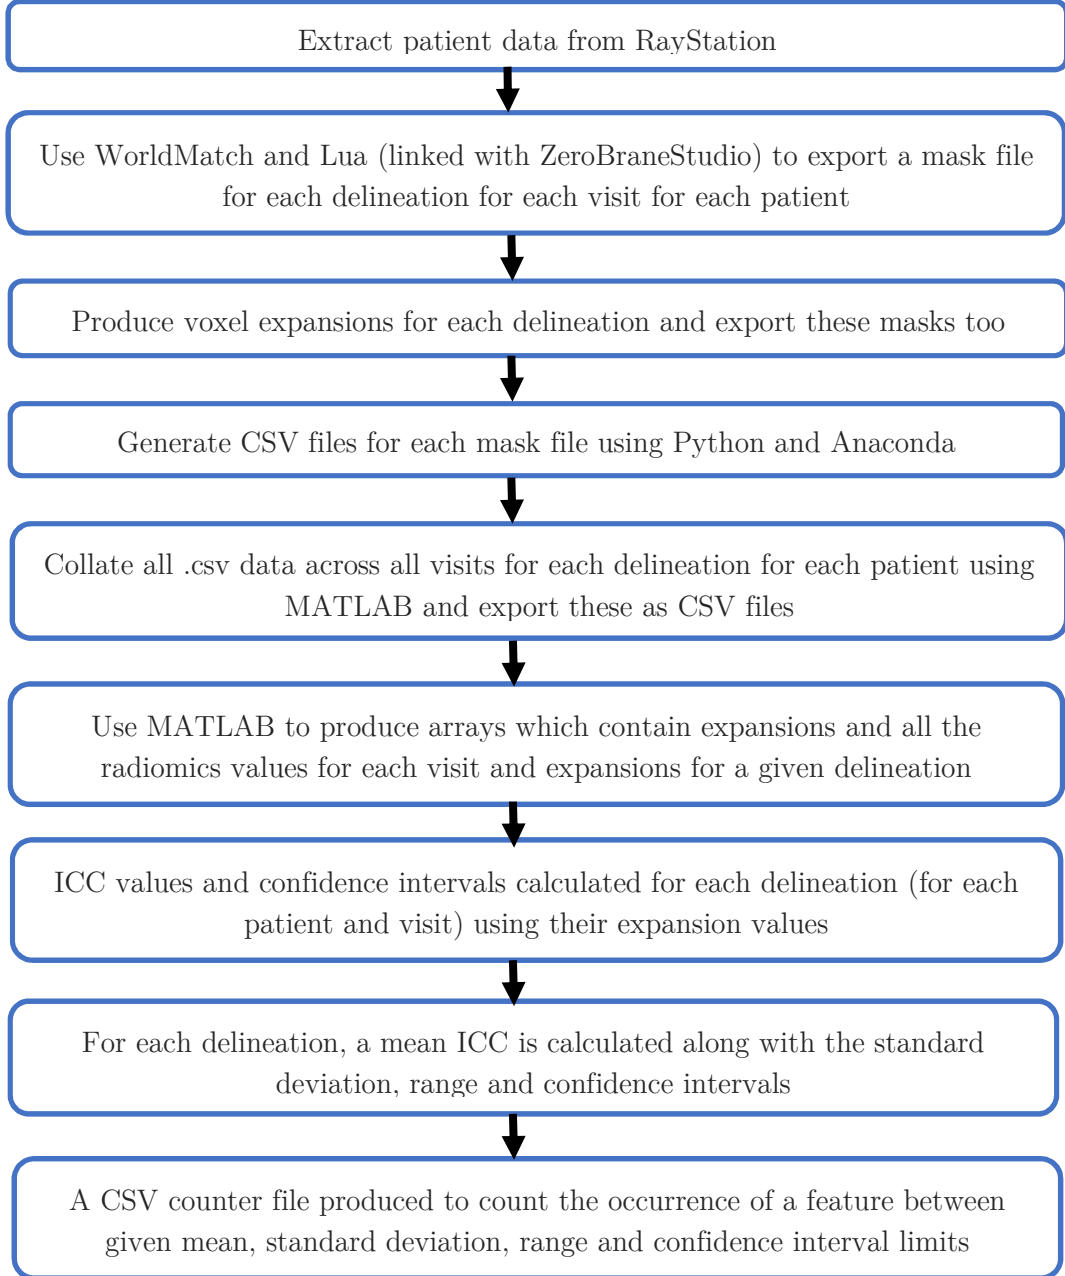 Extract patient data from RayStation
Use WorldMatch and Lua (linked with ZeroBraneStudio) to export a mask file
for each delineation for each visit for each patient
Produce voxel expansions for each delineation and export these masks too
Generate CSV files for each mask file using Python and Anaconda
Collate all .csv data across all visits for each delineation for each patient using
MATLAB and export these as CSV files
Use MATLAB to produce arrays which contain expansions and all the
radiomics values for each visit and expansions for a given delineation
ICC values and confidence intervals calculated for each delineation (for each
patient and visit) using their expansion values
For each delineation, a mean ICC is calculated along with the standard
deviation, range and confidence intervals
A CSV counter file produced to count the occurrence of a feature between
given mean, standard deviation, range and confidence interval limits